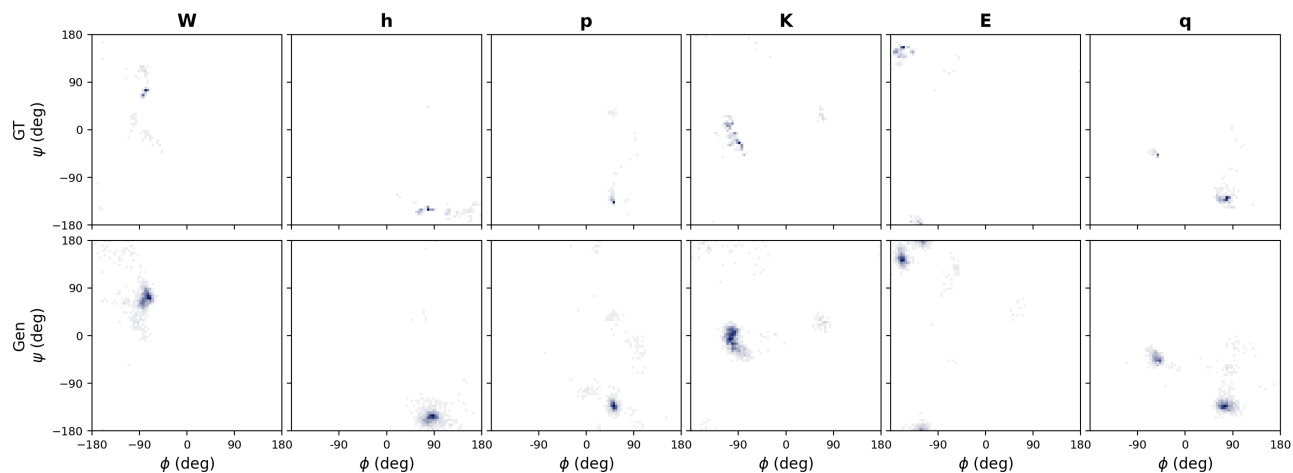 W h p K E q
180
90
0
−90
−180
GT
ψ (deg)
180
90
0
−90
−180
Gen
ψ (deg)
−180 −90 0 90 180 -90 0 90 180 -90 0 90 180 -90 0 90 180 -90 0 90 180 -90 0 90 180
ϕ (deg) ϕ (deg) ϕ (deg) ϕ (deg) ϕ (deg) ϕ (deg)